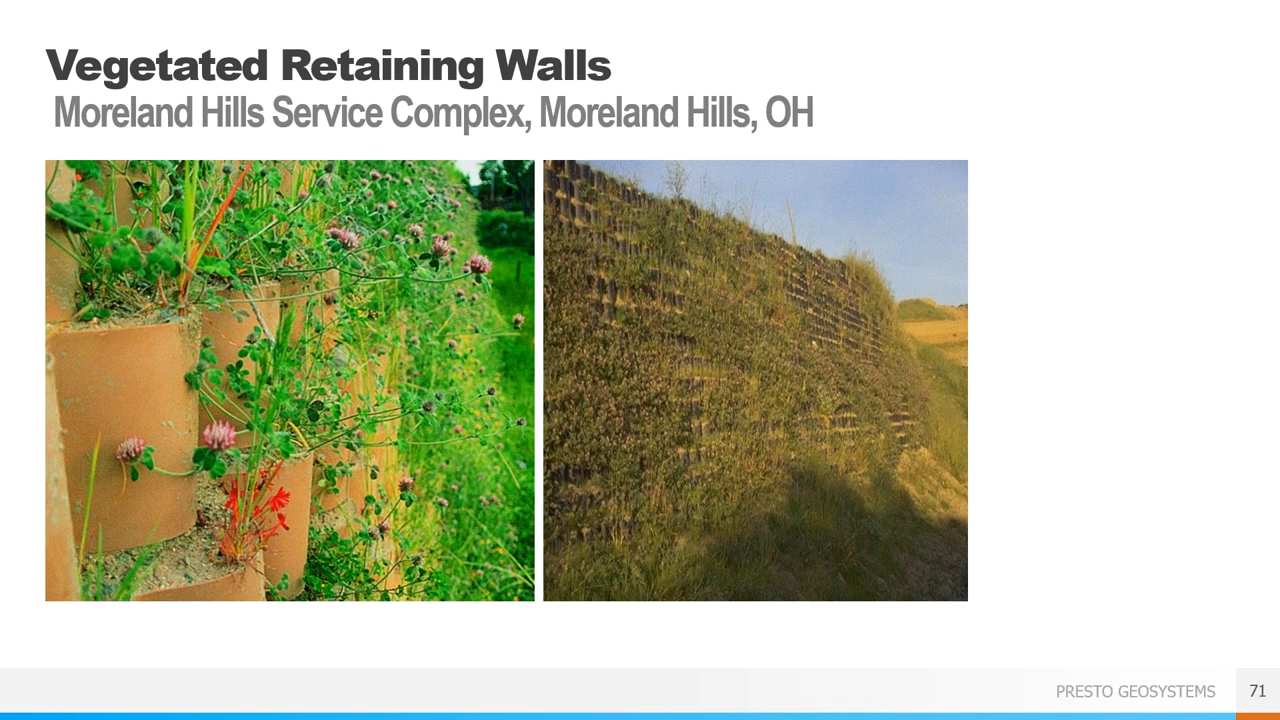 Vegetated Retaining Walls
Moreland Hills Service Complex, Moreland Hills, OH
PRESTO GEOSYSTEMS
71